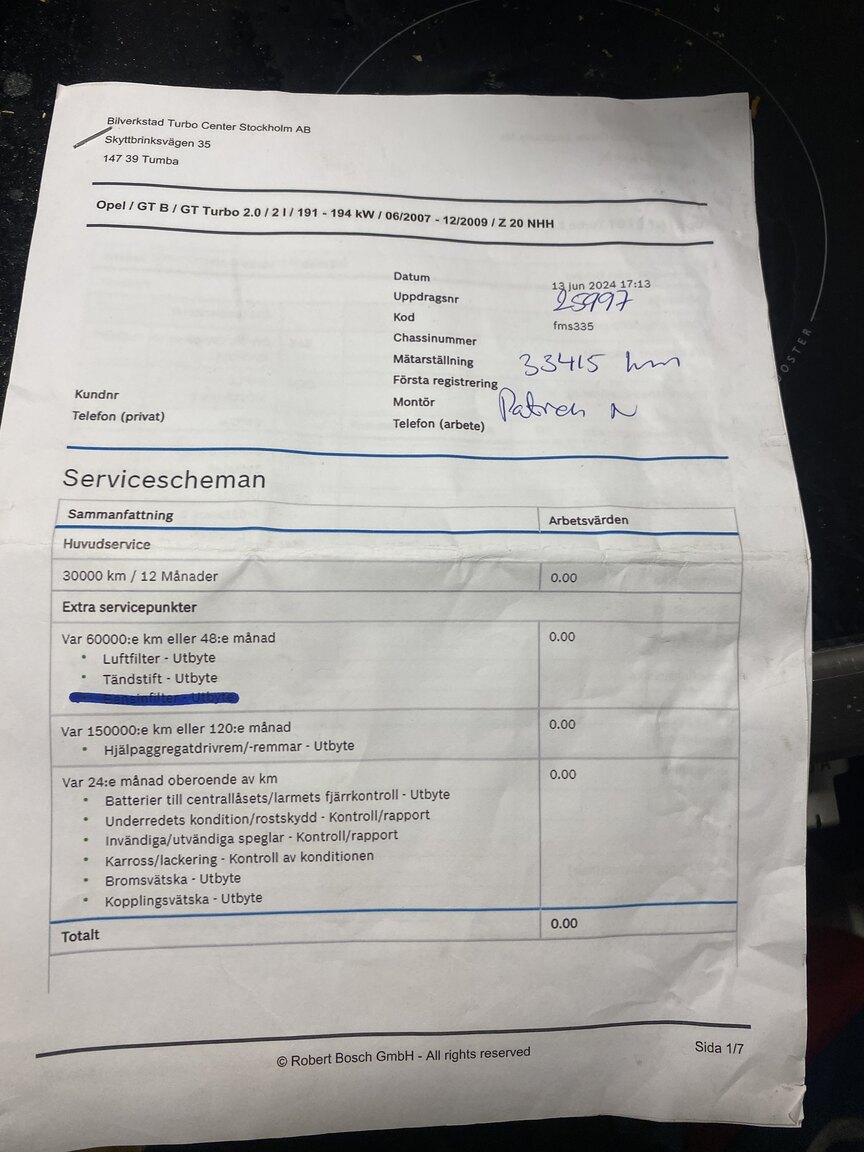 Bilverkstad Turbo Center Stockholm AB
Skyttbrinksvägen 35
147 39 Tumba
Opel / GT B / GT Turbo 2.0 / 2 l / 191 - 194 kW / 06/2007 - 12/2009 / Z 20 NHH
Datum 13 jun 2024 17:13
Uppdragsnr 25997
Kod fms335
Chassinummer
Mätarställning 33415 km
Första registrering
Kundnr Montör N
Telefon (privat) Telefon (arbete)
Servicescheman
Sammanfattning Arbetsvärden
Huvudservice
30000 km / 12 Månader 0.00
Extra servicepunkter
Var 60000:e km eller 48:e månad 0.00
• Luftfilter - Utbyte
• Tändstift - Utbyte
• Bensinfilter - Utbyte
Var 150000:e km eller 120:e månad 0.00
• Hjälpaggregatdrivrem/-remmar - Utbyte
Var 24:e månad oberoende av km 0.00
• Batterier till centrallåsets/larmets fjärrkontroll - Utbyte
• Underredets kondition/rostskydd - Kontroll/rapport
• Invändiga/utvändiga speglar - Kontroll/rapport
• Karross/lackering - Kontroll av konditionen
• Bromsvätska - Utbyte
• Kopplingsvätska - Utbyte
Totalt 0.00
© Robert Bosch GmbH - All rights reserved
Sida 1/7